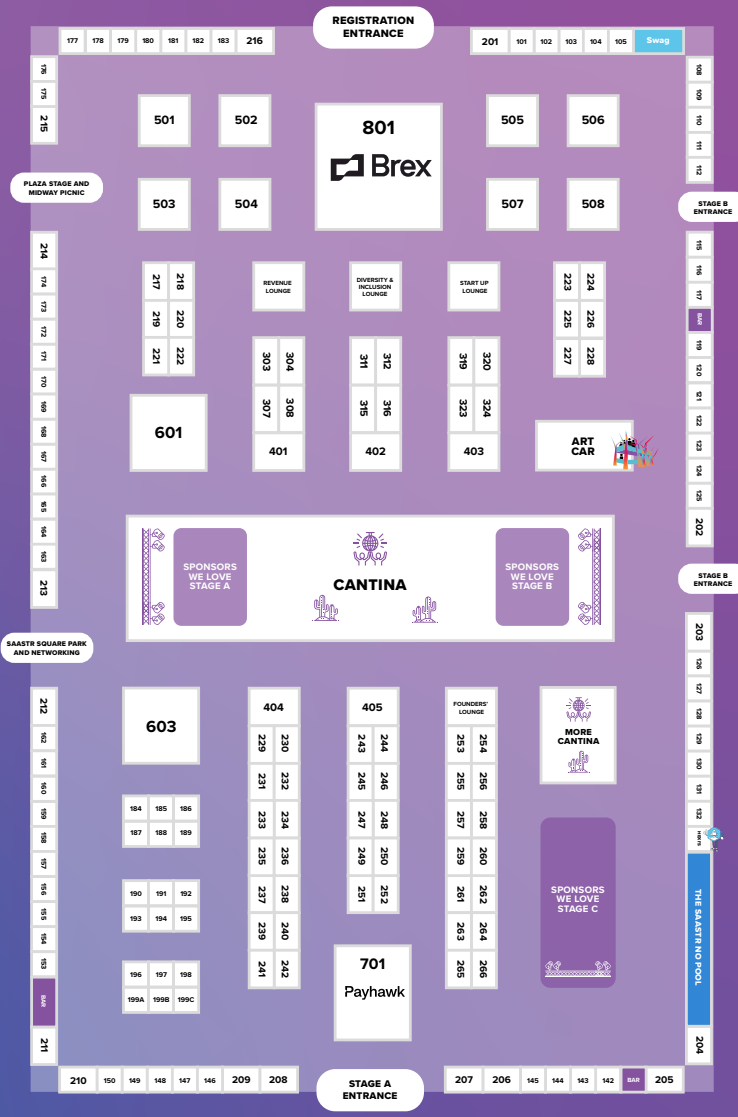 REGISTRATION
ENTRANCE
177 178 179 180 181 182 183 216
201 101 102 103 104 105 Swag
176
175
215
108
109
110
111
112
501 502
505 506
503 504
507 508
801
Brex
PLAZA STAGE AND
MIDWAY PICNIC
STAGE B
ENTRANCE
214
174
173
172
171
170
169
168
167
166
165
164
163
213
115
116
117
BAR
119
120
121
122
123
124
125
202
217 218
219 220
221 222
REVENUE
LOUNGE
DIVERSITY &
INCLUSION
LOUNGE
START UP
LOUNGE
223 224
225 226
227 228
303 304
307 308
401
311 312
315 316
402
319 320
323 324
403
601
ART
CAR
SPONSORS
WE LOVE
STAGE A
CANTINA
SPONSORS
WE LOVE
STAGE B
STAGE B
ENTRANCE
SAASTR SQUARE PARK
AND NETWORKING
212
162
161
160
159
158
157
156
155
154
153
BAR
211
203
126
127
128
129
130
131
132
THE SAASTR NO POOL
204
603
184 185 186
187 188 189
190 191 192
193 194 195
196 197 198
199A 199B 199C
404
229 230
231 232
233 234
235 236
237 238
239 240
241 242
405
243 244
245 246
247 248
249 250
251 252
701
Payhawk
FOUNDERS'
LOUNGE
253 254
255 256
257 258
259 260
261 262
263 264
265 266
MORE
CANTINA
SPONSORS
WE LOVE
STAGE C
210 150 149 148 147 146 209 208
STAGE A
ENTRANCE
207 206 145 144 143 142 BAR 205